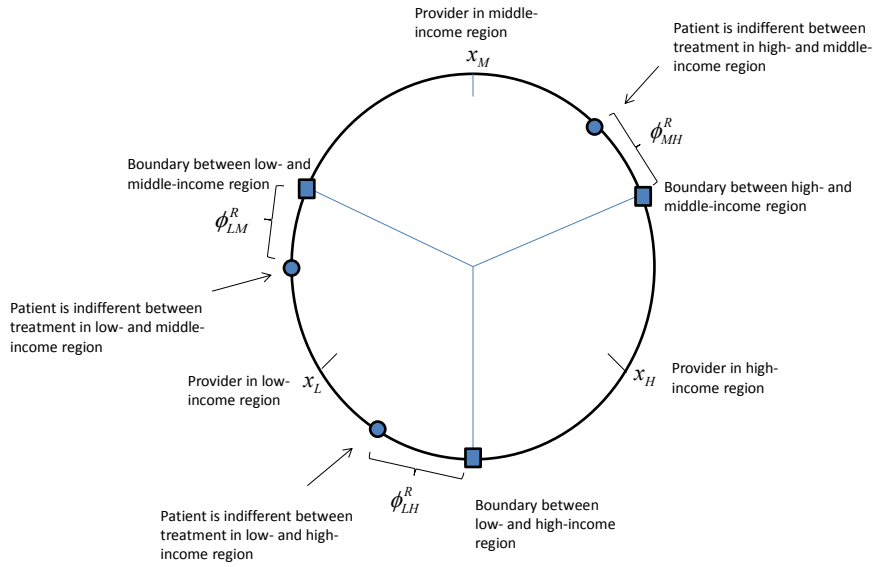 Provider in middle-
income region
x_M
Patient is indifferent between
treatment in high- and middle-
income region
ϕ^R_MH
Boundary between low- and
middle-income region
Boundary between high- and
middle-income region
ϕ^R_LM
Patient is indifferent between
treatment in low- and middle-
income region
Provider in low-
income region
x_L
x_H
Provider in high-
income region
ϕ^R_LH
Patient is indifferent between
treatment in low- and high-
income region
Boundary between
low- and high-income
region